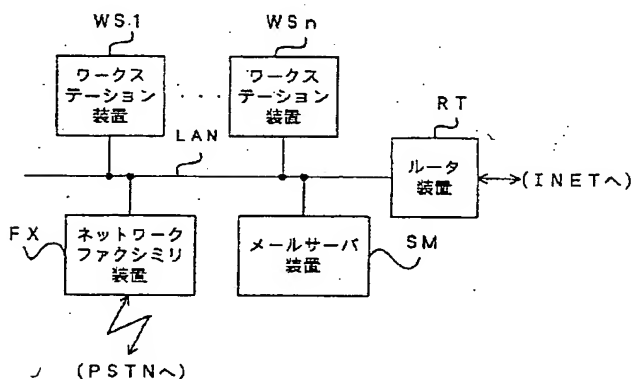 WS1
WSn
ワークス
テーション
装置
・・・
ワークス
テーション
装置
RT
LAN
ルータ
装置
(INETへ)
FX
ネットワーク
ファクシミリ
装置
メールサーバ
装置
SM
(PSTNへ)